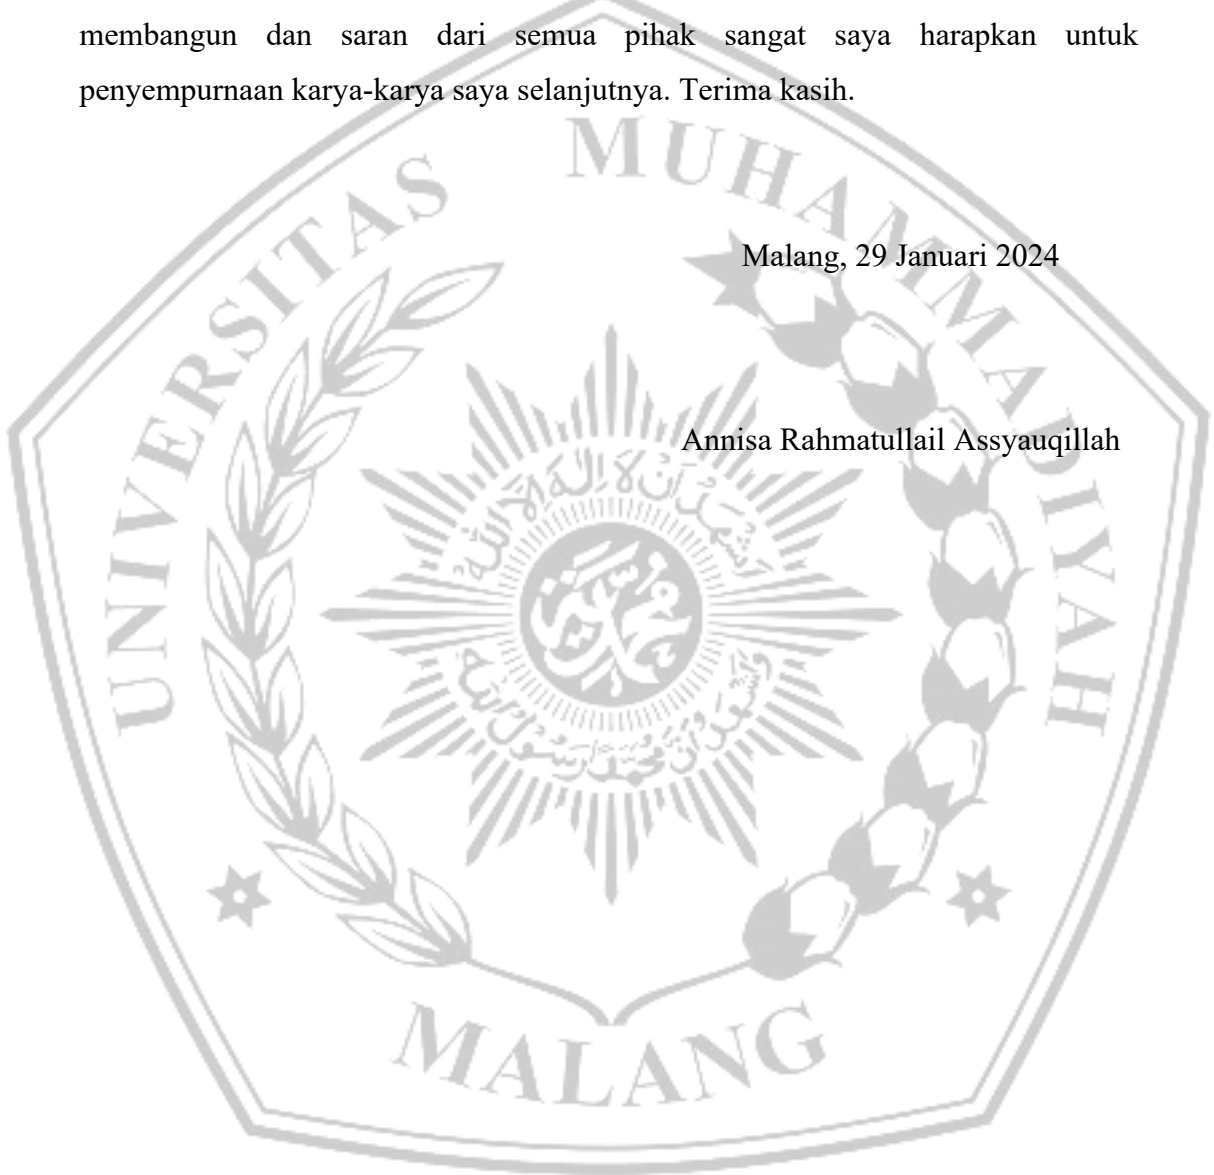 membangun dan saran dari semua pihak sangat saya harapkan untuk
penyempurnaan karya-karya saya selanjutnya. Terima kasih.
UNIVERSITAS MUHAMMADIYAH
Malang, 29 Januari 2024
Annisa Rahmatullail Assyauqillah
MALANG